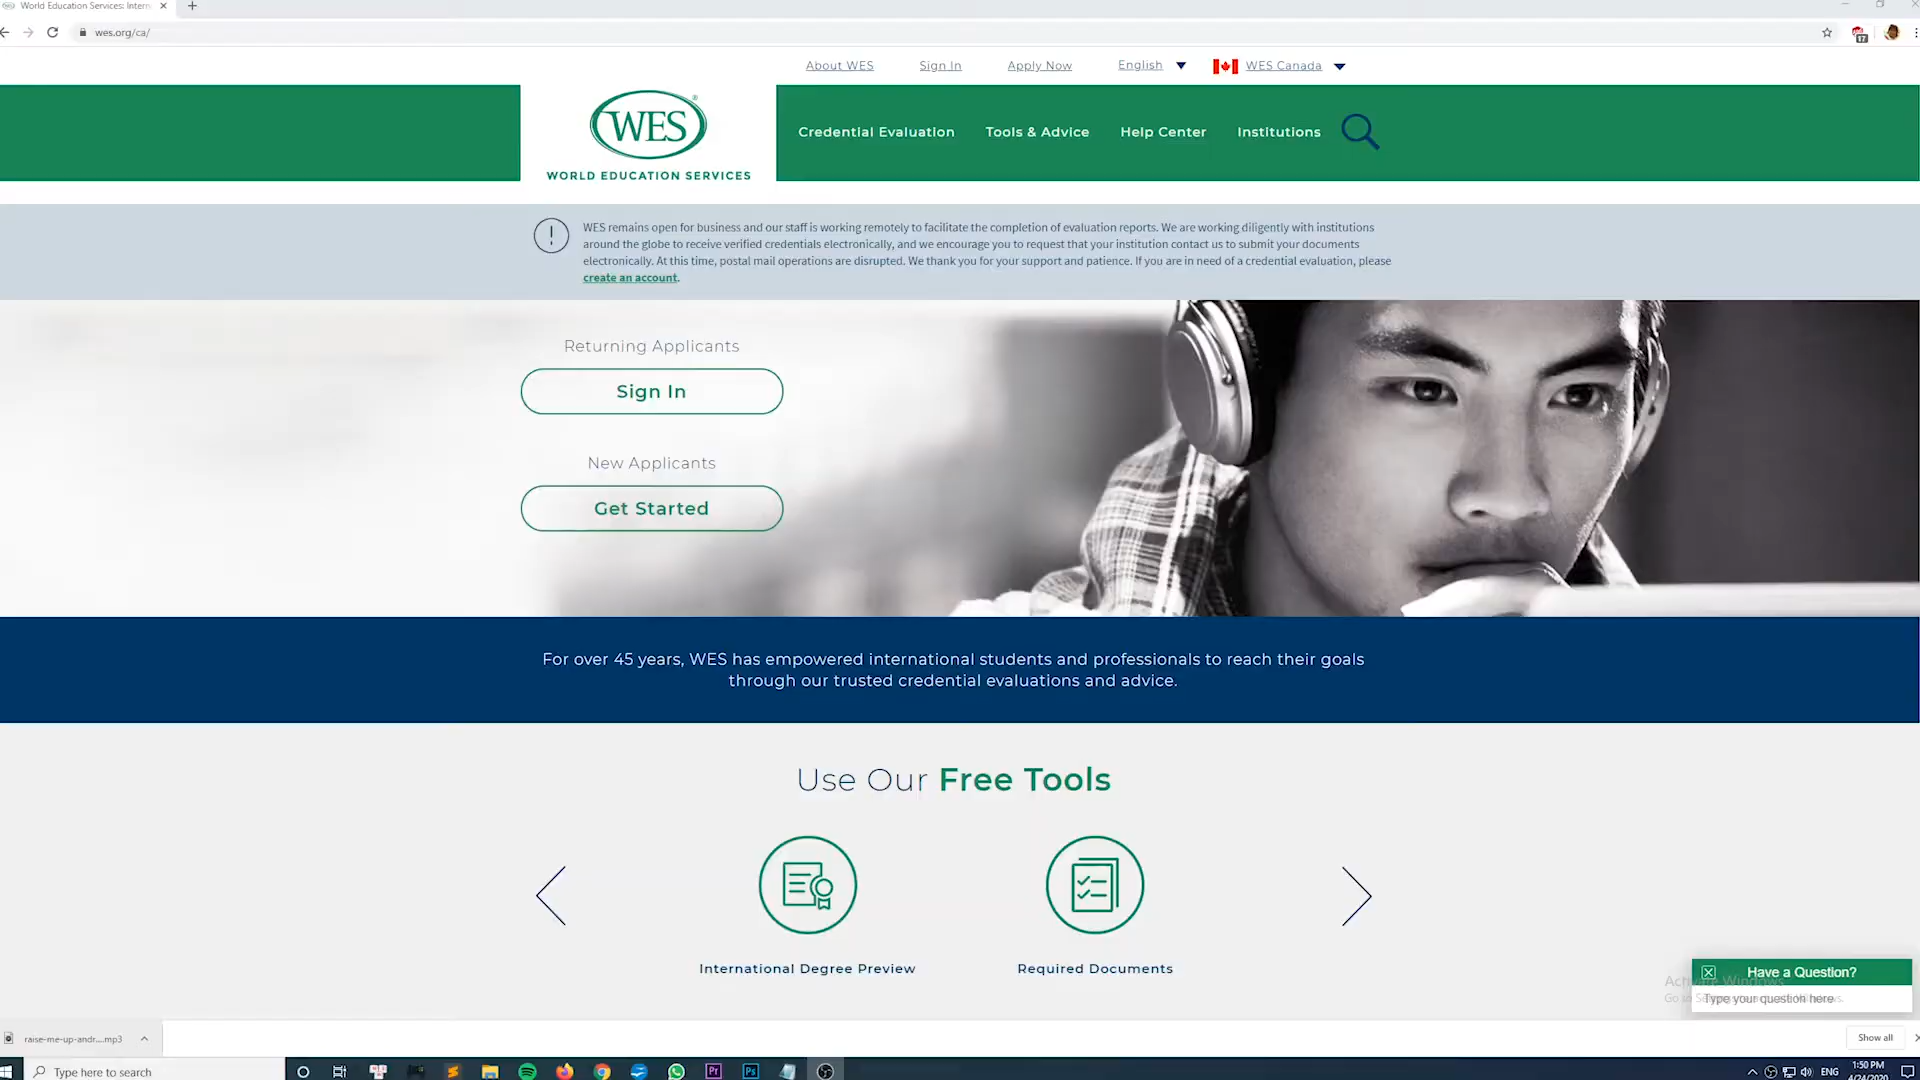 World Education Services: Intern
wes.org/ca/
17
About WES
Sign In
Apply Now
English
WES Canada
WES
WORLD EDUCATION SERVICES
Credential Evaluation
Tools & Advice
Help Center
Institutions
WES remains open for business and our staff is working remotely to facilitate the completion of evaluation reports. We are working diligently with institutions
around the globe to receive verified credentials electronically, and we encourage you to request that your institution contact us to submit your documents
electronically. At this time, postal mail operations are disrupted. We thank you for your support and patience. If you are in need of a credential evaluation, please
create an account.
Returning Applicants
Sign In
New Applicants
Get Started
For over 45 years, WES has empowered international students and professionals to reach their goals
through our trusted credential evaluations and advice.
Use Our Free Tools
International Degree Preview
Required Documents
Have a Question?
Type your question here
raise-me-up-andr....mp3
Show all
Type here to search
Pr
Ps
ENG
1:50 PM
4/24/2020